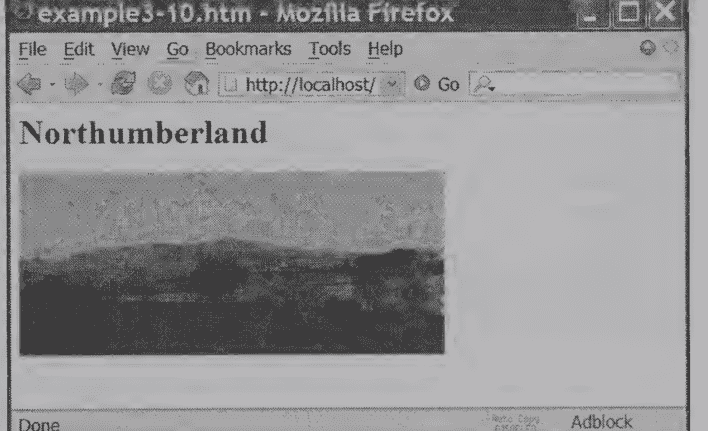 example3-10.htm - Mozilla Firefox
File Edit View Go Bookmarks Tools Help
http://localhost/ Go
Northumberland
Done Adblock